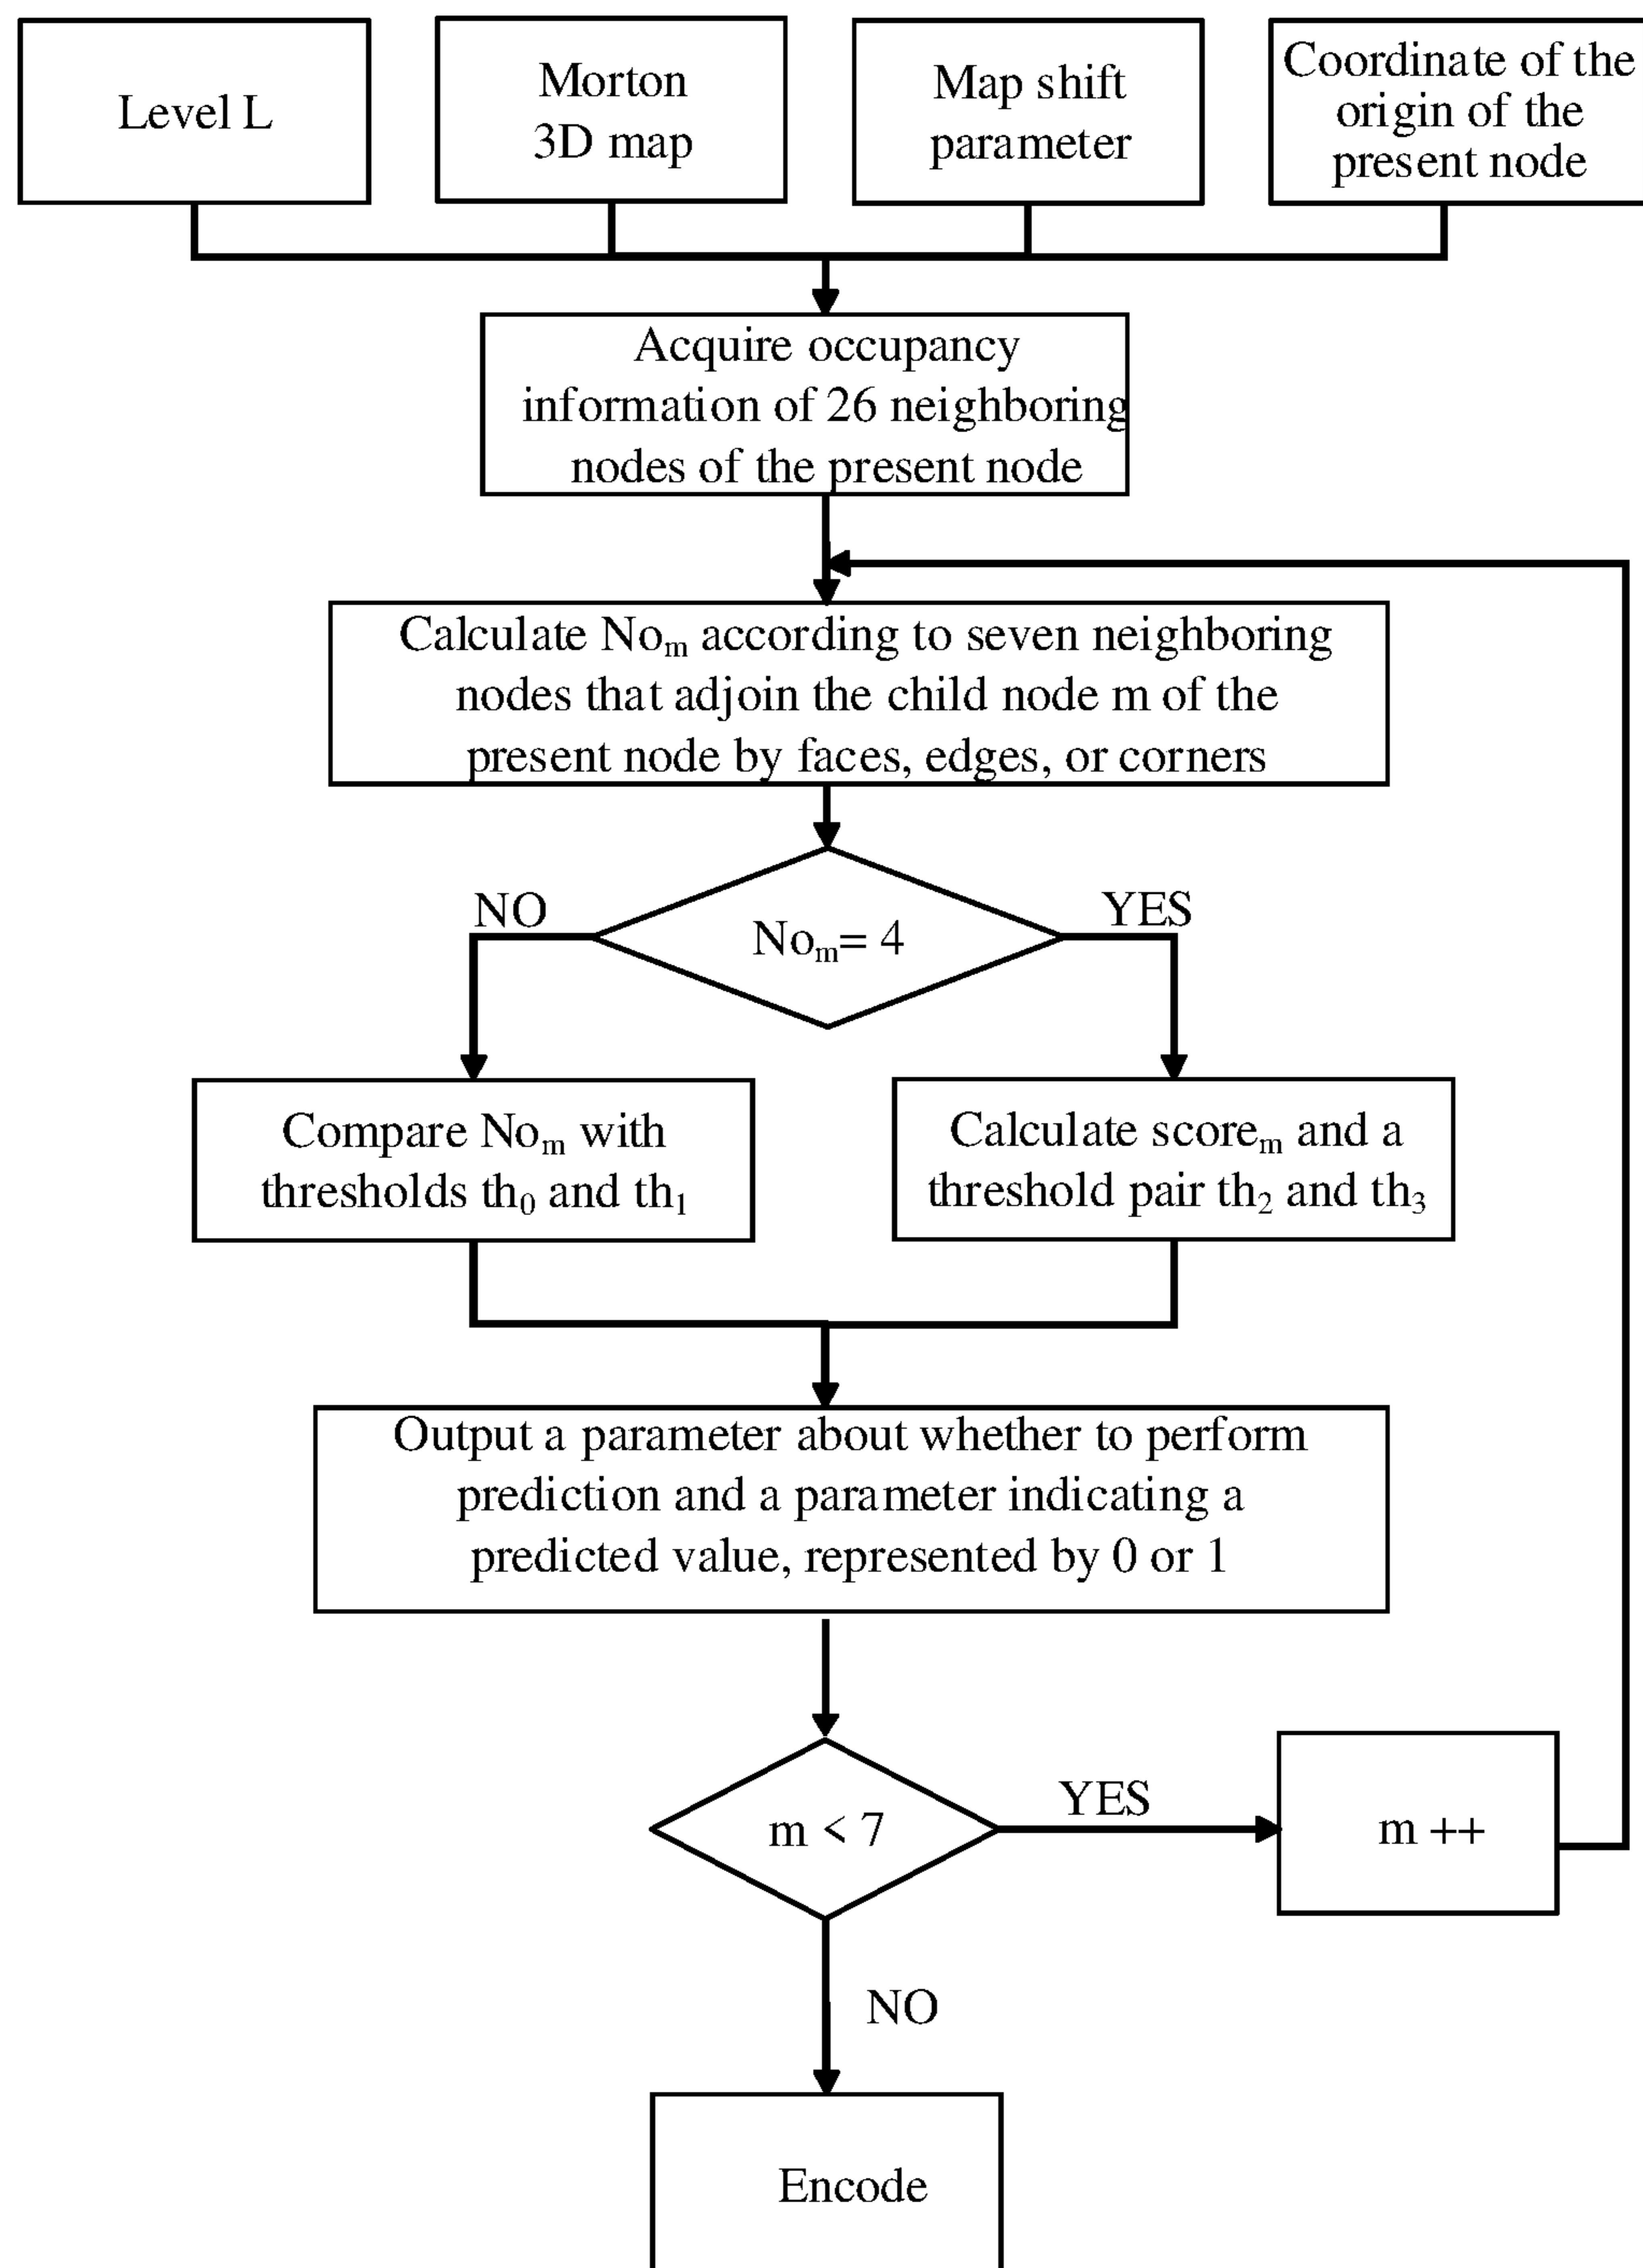 Level L
Morton
3D map
Map shift
parameter
Coordinate of the
origin of the
present node
Acquire occupancy
information of 26 neighboring
nodes of the present node
Calculate Noₘ according to seven neighboring
nodes that adjoin the child node m of the
present node by faces, edges, or corners
NO
YES
Noₘ= 4
Compare Noₘ with
thresholds th₀ and th₁
Calculate scoreₘ and a
threshold pair th₂ and th₃
Output a parameter about whether to perform
prediction and a parameter indicating a
predicted value, represented by 0 or 1
YES
m < 7
m ++
NO
Encode